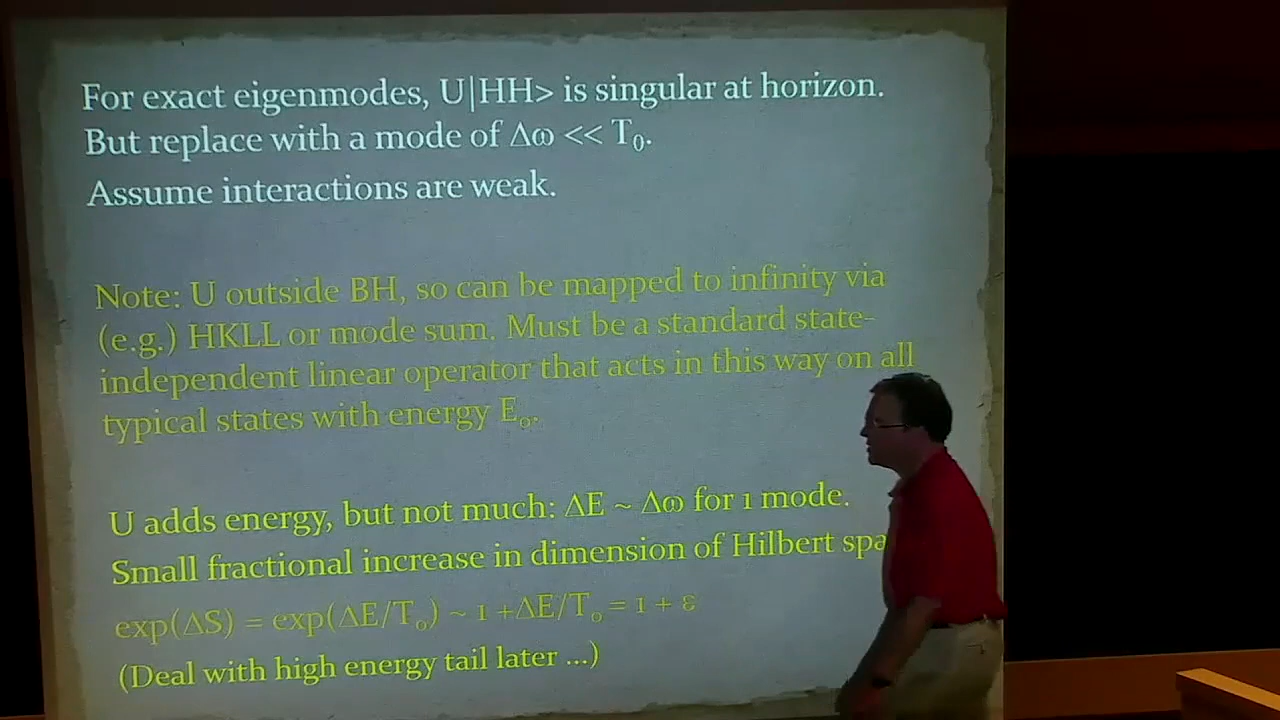 For exact eigenmodes, U|HH> is singular at horizon.
But replace with a mode of Δω << T₀.
Assume interactions are weak.
Note: U outside BH, so can be mapped to infinity via
(e.g.) HKLL or mode sum. Must be a standard state-
independent linear operator that acts in this way on all
typical states with energy E₀.
U adds energy, but not much: ΔE ~ Δω for 1 mode.
Small fractional increase in dimension of Hilbert spa
exp(ΔS) = exp(ΔE/T₀) ~ 1 +ΔE/T₀ = 1 + ε
(Deal with high energy tail later ...)